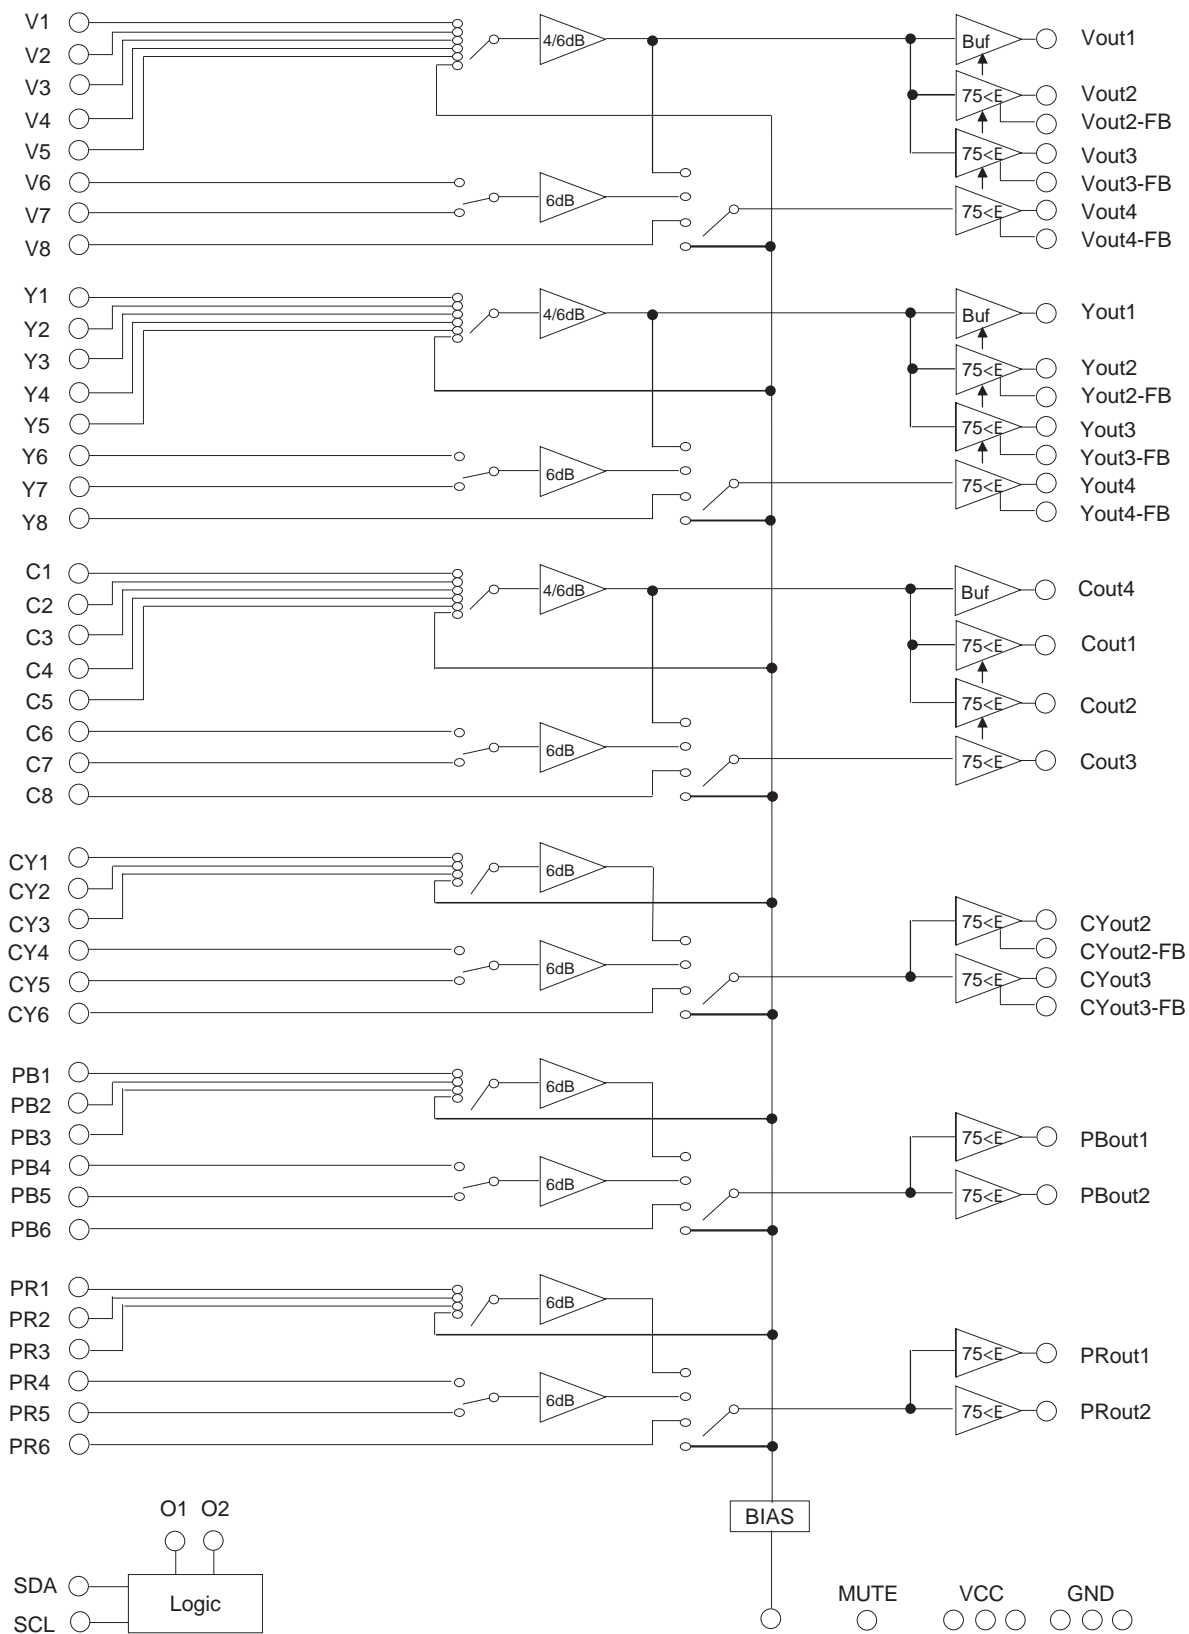 V1
V2
V3
V4
V5
V6
V7
V8
4/6dB
6dB
Buf
75<E
75<E
75<E
Vout1
Vout2
Vout2-FB
Vout3
Vout3-FB
Vout4
Vout4-FB
Y1
Y2
Y3
Y4
Y5
Y6
Y7
Y8
4/6dB
6dB
Buf
75<E
75<E
75<E
Yout1
Yout2
Yout2-FB
Yout3
Yout3-FB
Yout4
Yout4-FB
C1
C2
C3
C4
C5
C6
C7
C8
4/6dB
6dB
Buf
75<E
75<E
75<E
Cout4
Cout1
Cout2
Cout3
CY1
CY2
CY3
CY4
CY5
CY6
6dB
6dB
75<E
75<E
CYout2
CYout2-FB
CYout3
CYout3-FB
PB1
PB2
PB3
PB4
PB5
PB6
6dB
6dB
75<E
75<E
PBout1
PBout2
PR1
PR2
PR3
PR4
PR5
PR6
6dB
6dB
75<E
75<E
PRout1
PRout2
O1 O2
SDA
SCL
Logic
BIAS
MUTE VCC GND